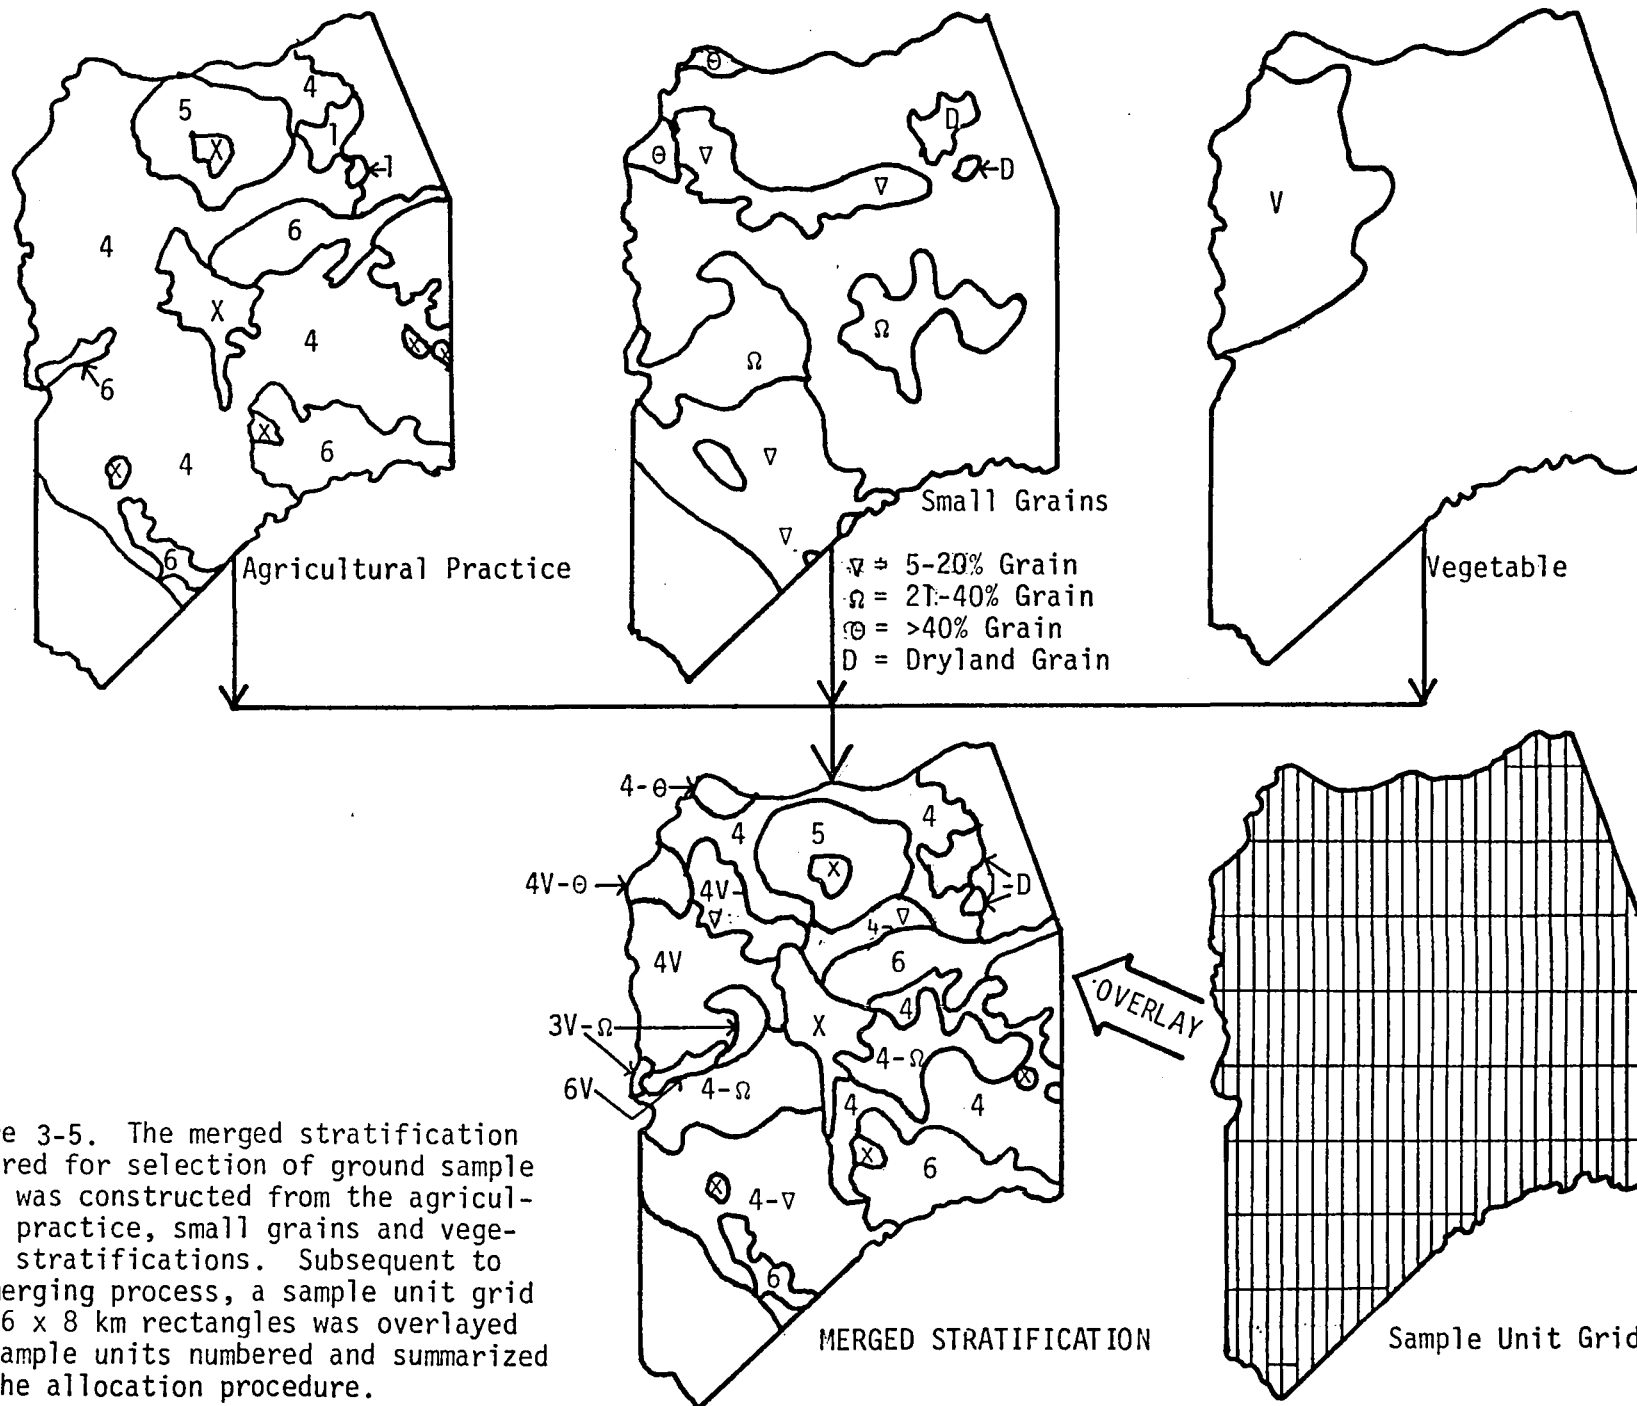 4
5
1
X
1
6
4
X
4
X
X
6
X
6
X
4
6
Agricultural Practice
Θ
D
Θ
∇
D
∇
Ω
Ω
∇
∇
Small Grains
∇ = 5-20% Grain
Ω = 21-40% Grain
Θ = >40% Grain
D = Dryland Grain
V
Vegetable
4-Θ
4
4
5
X
4V-Θ
4V-
∇
1-D
4-∇
4V
6
3V-Ω
X
4
4-Ω
X
6V
4-Ω
4
4
X
6
X
4-∇
6
MERGED STRATIFICATION
OVERLAY
Sample Unit Grid
e 3-5. The merged stratification
red for selection of ground sample
was constructed from the agricul-
practice, small grains and vege-
stratifications. Subsequent to
erging process, a sample unit grid
6 x 8 km rectangles was overlayed
ample units numbered and summarized
he allocation procedure.